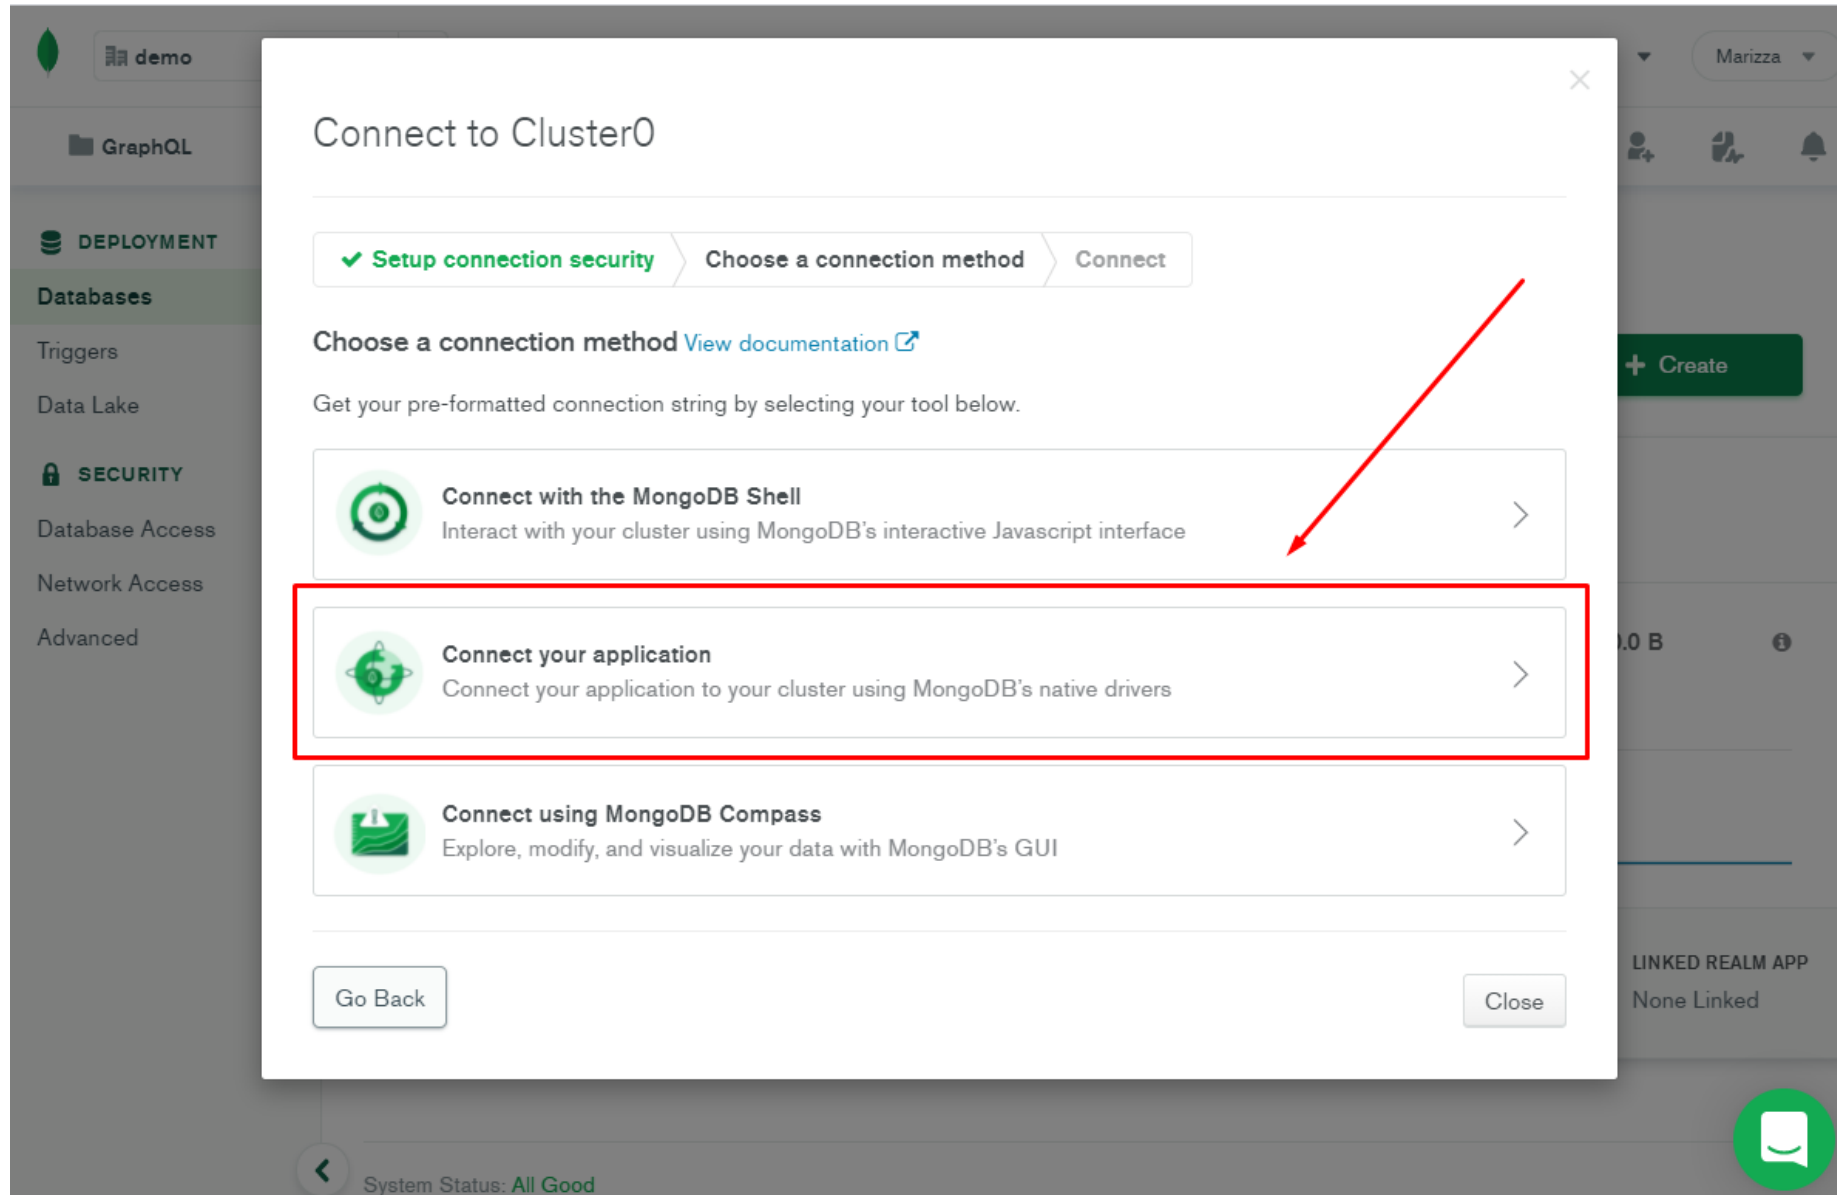 demo
Marizza
GraphQL
Connect to Cluster0
DEPLOYMENT
Databases
Triggers
Data Lake
SECURITY
Database Access
Network Access
Advanced
Setup connection security
Choose a connection method
Connect
Choose a connection method View documentation
Get your pre-formatted connection string by selecting your tool below.
Connect with the MongoDB Shell
Interact with your cluster using MongoDB's interactive Javascript interface
Connect your application
Connect your application to your cluster using MongoDB's native drivers
Connect using MongoDB Compass
Explore, modify, and visualize your data with MongoDB's GUI
Go Back
Close
+ Create
.0 B
LINKED REALM APP
None Linked
System Status: All Good